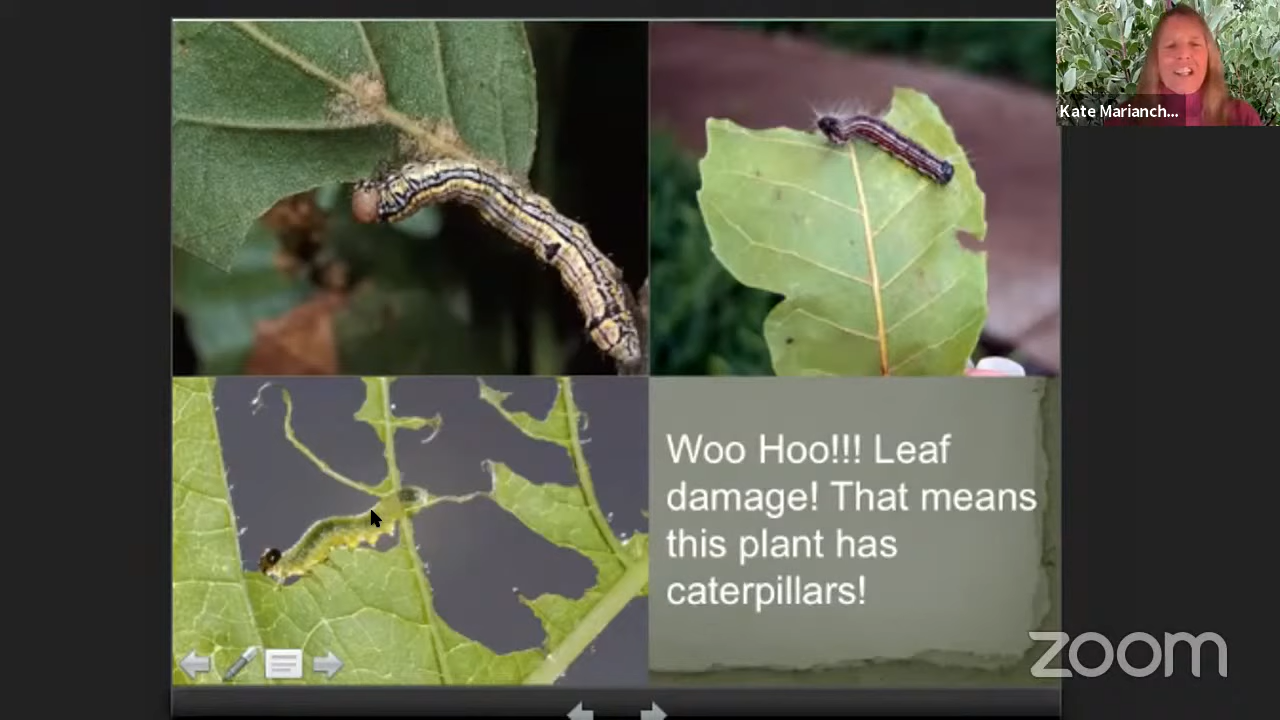 Kate Marianch...
Woo Hoo!!! Leaf
damage! That means
this plant has
caterpillars!
zoom